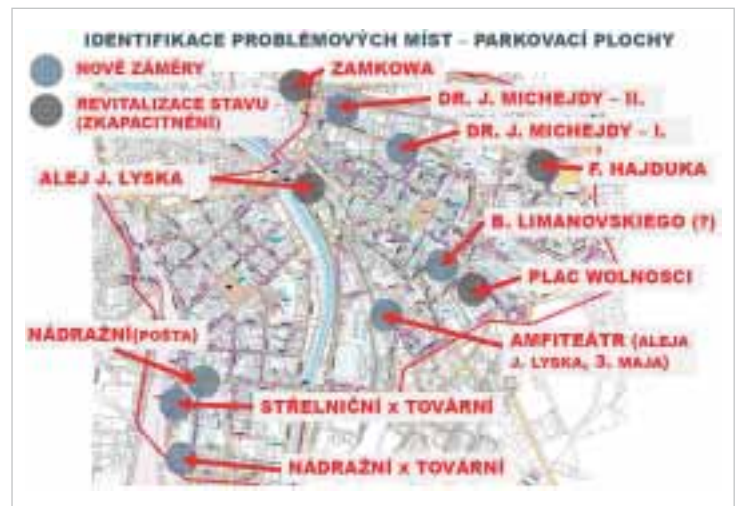 IDENTIFIKACE PROBLÉMOVÝCH MÍST – PARKOVACÍ PLOCHY
NOVÉ ZÁMĚRY
REVITALIZACE STAVU
(ZKAPACITNĚNÍ)
ZAMKOWA
DR. J. MICHEJDY – II.
DR. J. MICHEJDY – I.
F. HAJDUKA
ALEJ J. LYSKA
B. LIMANOVSKIEGO (?)
PLAC WOLNOSCI
NÁDRAŽNÍ(POŠTA)
AMFITEÁTR (ALEJA
J. LYSKA, 3. MAJA)
STŘELNIČNÍ X TOVÁRNÍ
NÁDRAŽNÍ X TOVÁRNÍ